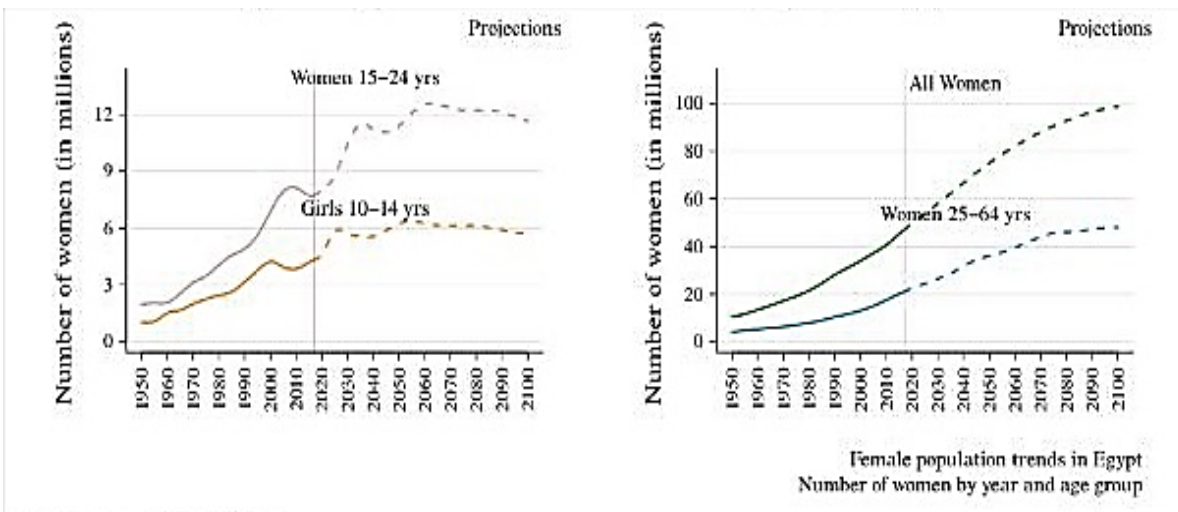 Projections
Number of women (in millions)
Women 15–24 yrs
12
9
Girls 10–14 yrs
6
3
0
1950 1960 1970 1980 1990 2000 2010 2020 2030 2040 2050 2060 2070 2080 2090 2100
Projections
Number of women (in millions)
All Women
100
80
60
Women 25–64 yrs
40
20
0
1950 1960 1970 1980 1990 2000 2010 2020 2030 2040 2050 2060 2070 2080 2090 2100
Female population trends in Egypt
Number of women by year and age group